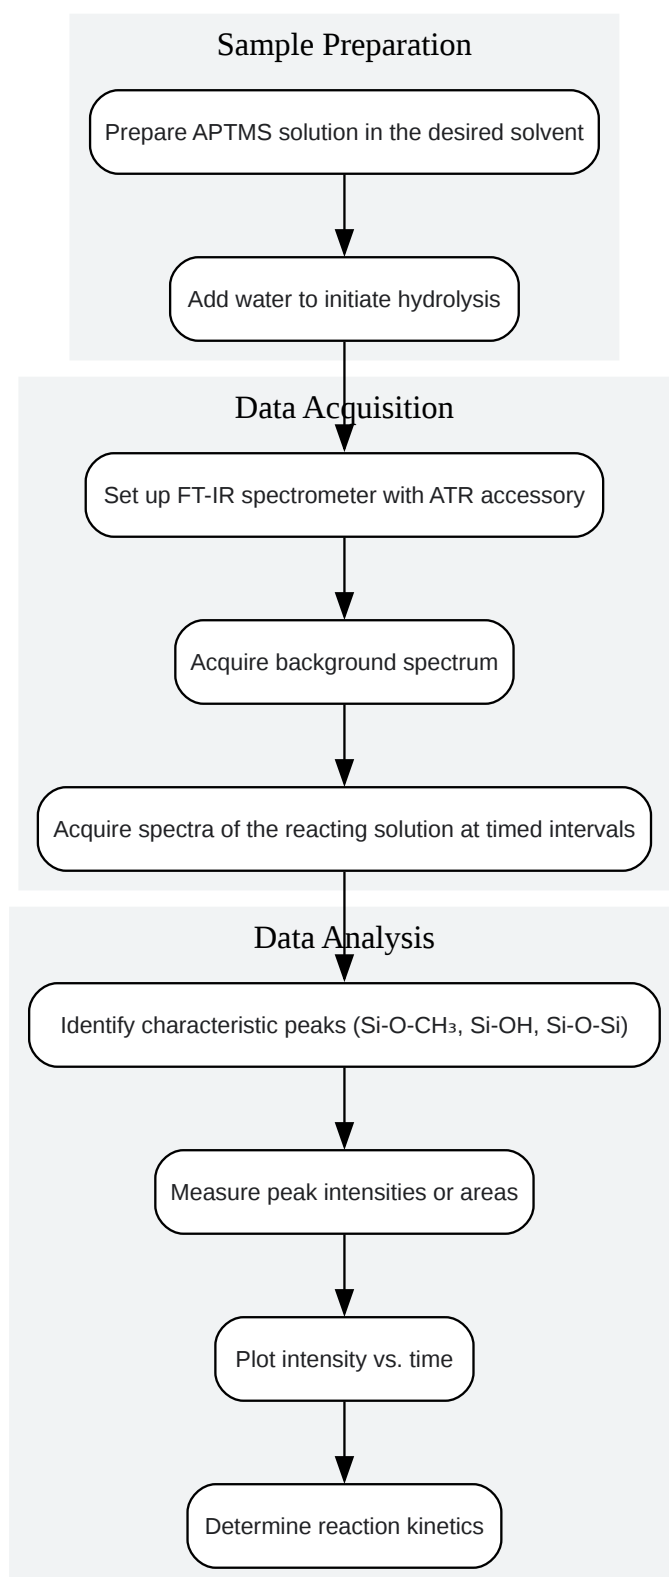 Sample Preparation
Prepare APTMS solution in the desired solvent
Add water to initiate hydrolysis
Data Acquisition
Set up FT-IR spectrometer with ATR accessory
Acquire background spectrum
Acquire spectra of the reacting solution at timed intervals
Data Analysis
Identify characteristic peaks (Si-O-CH₃, Si-OH, Si-O-Si)
Measure peak intensities or areas
Plot intensity vs. time
Determine reaction kinetics